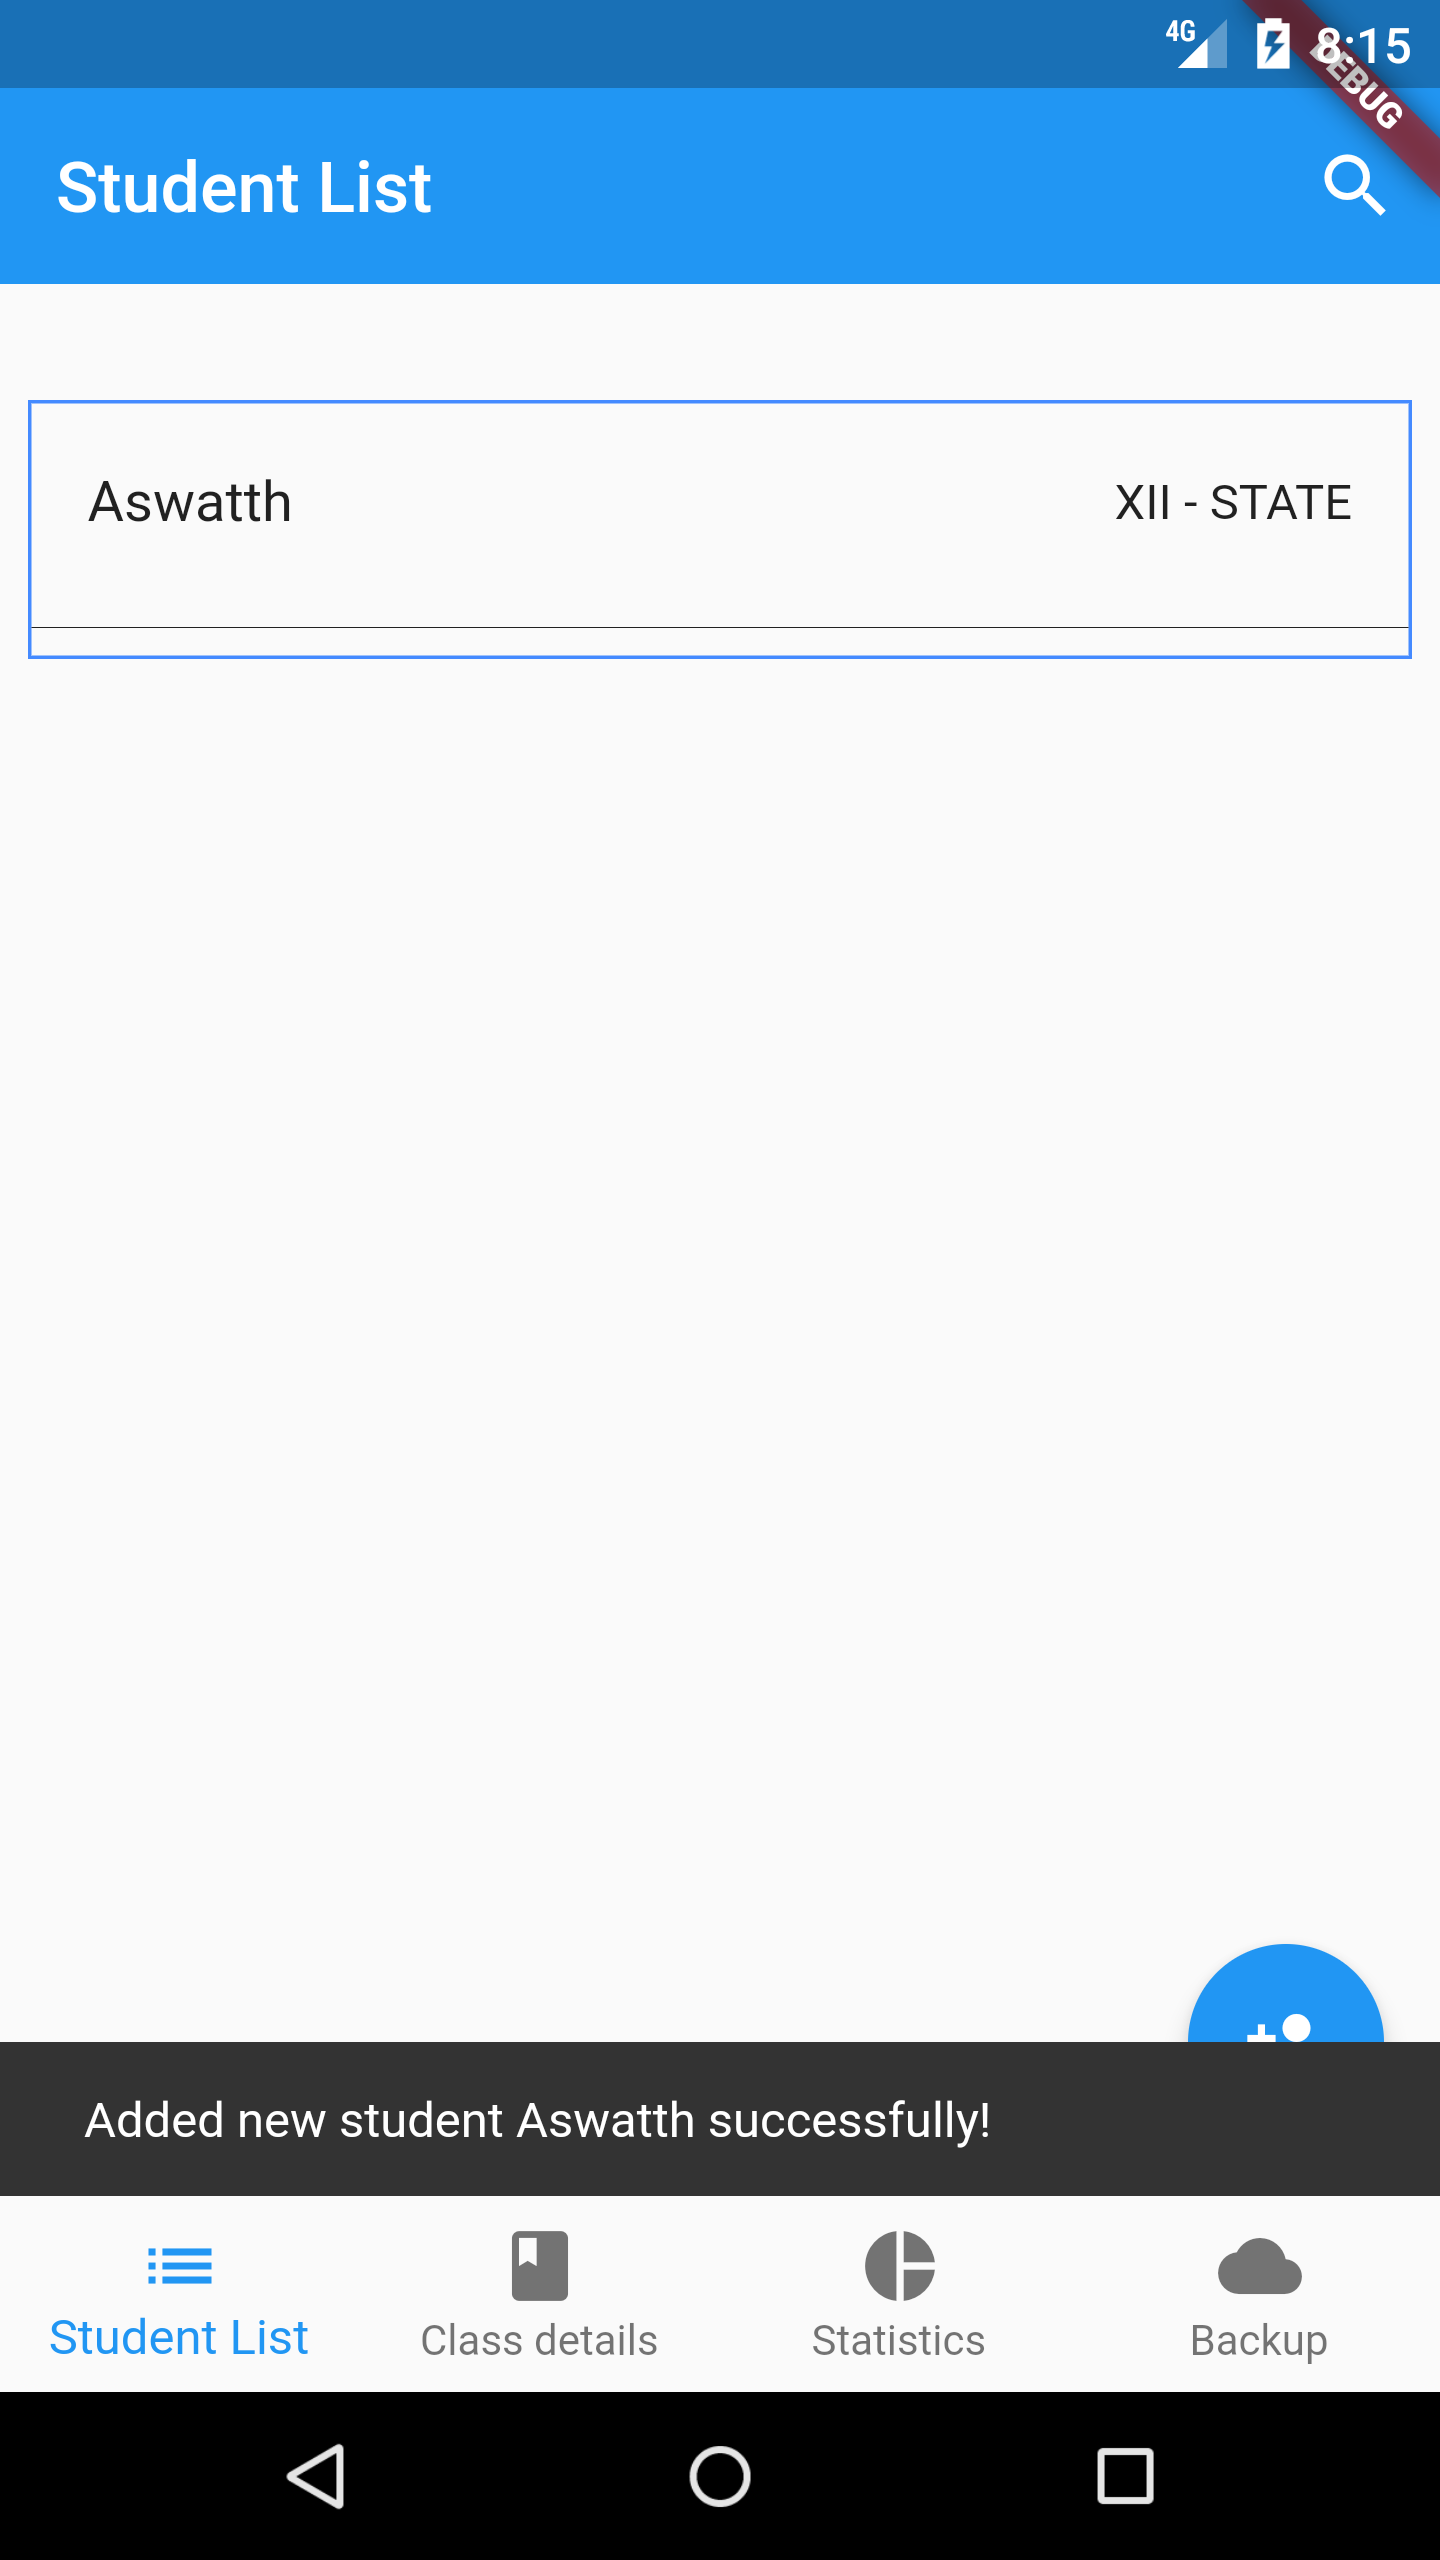 4G 8:15
DEBUG
Student List
Aswatth XII - STATE
Added new student Aswatth successfully!
Student List Class details Statistics Backup